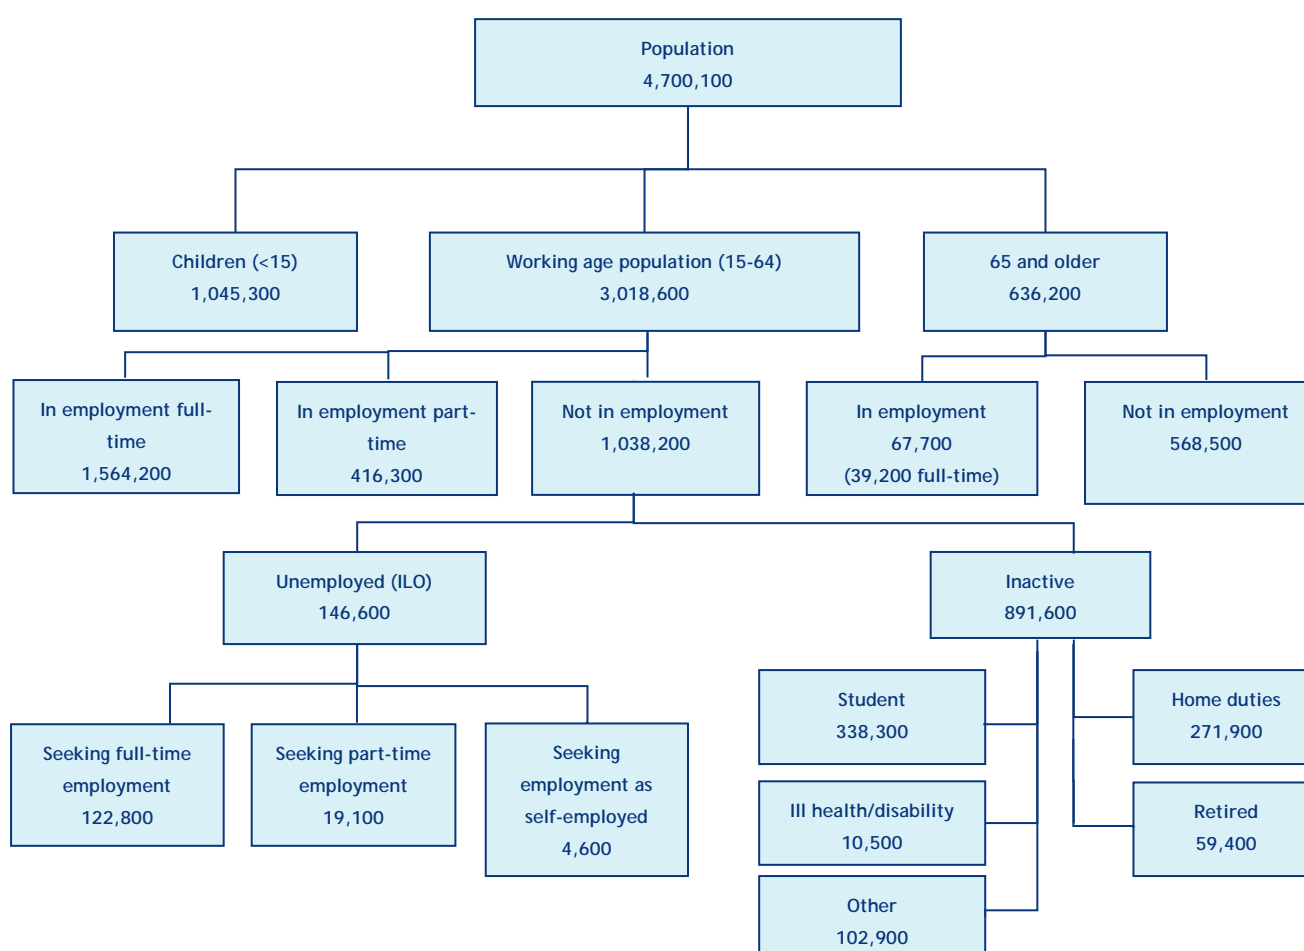 Population
4,700,100
Children (<15)
1,045,300
Working age population (15-64)
3,018,600
65 and older
636,200
In employment full-
time
1,564,200
In employment part-
time
416,300
Not in employment
1,038,200
In employment
67,700
(39,200 full-time)
Not in employment
568,500
Unemployed (ILO)
146,600
Inactive
891,600
Seeking full-time
employment
122,800
Seeking part-time
employment
19,100
Seeking
employment as
self-employed
4,600
Student
338,300
Home duties
271,900
Ill health/disability
10,500
Retired
59,400
Other
102,900